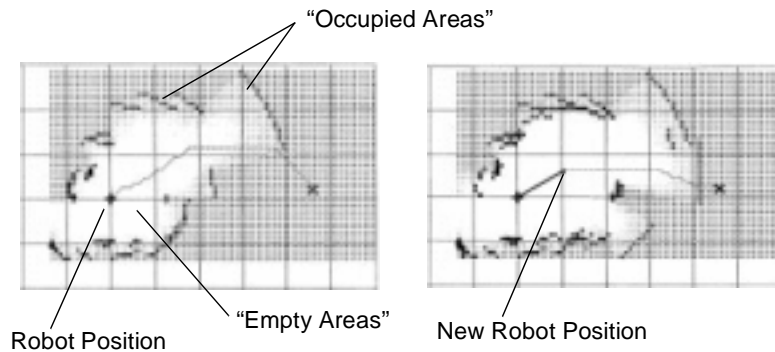 “Occupied Areas”
“Empty Areas”
Robot Position
New Robot Position